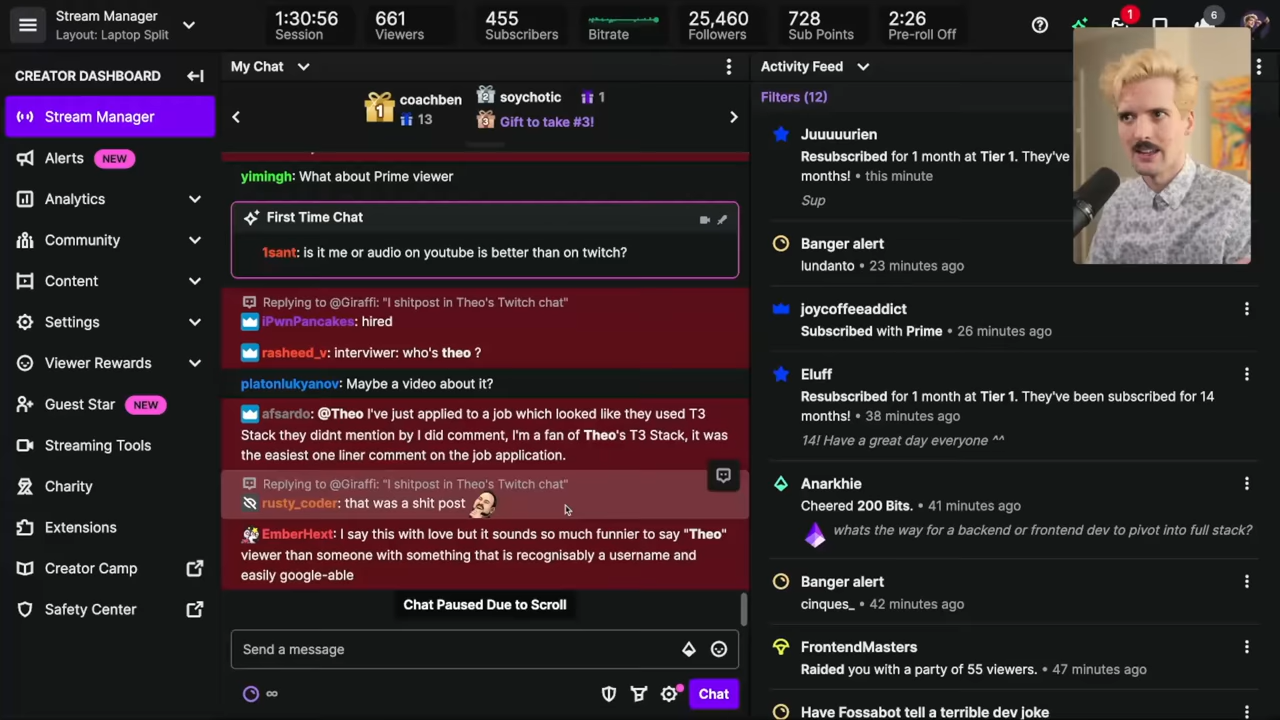 Stream Manager
Layout: Laptop Split
1:30:56
Session
661
Viewers
455
Subscribers
Bitrate
25,460
Followers
728
Sub Points
2:26
Pre-roll Off
1
6
CREATOR DASHBOARD
Stream Manager
Alerts NEW
Analytics
Community
Content
Settings
Viewer Rewards
Guest Star NEW
Streaming Tools
Charity
Extensions
Creator Camp
Safety Center
My Chat
1 coachben
13
2 soychotic 1
3 Gift to take #3!
yimingh: What about Prime viewer
First Time Chat
1sant: is it me or audio on youtube is better than on twitch?
Replying to @Giraffi: "I shitpost in Theo's Twitch chat"
iPwnPancakes: hired
rasheed_v: interviwer: who's theo ?
platonlukyanov: Maybe a video about it?
afsardo: @Theo I've just applied to a job which looked like they used T3
Stack they didnt mention by I did comment, I'm a fan of Theo's T3 Stack, it was
the easiest one liner comment on the job application.
Replying to @Giraffi: "I shitpost in Theo's Twitch chat"
rusty_coder: that was a shit post
EmberHext: I say this with love but it sounds so much funnier to say "Theo"
viewer than someone with something that is recognisably a username and
easily google-able
Chat Paused Due to Scroll
Send a message
∞
Chat
Activity Feed
Filters (12)
Juuuuurien
Resubscribed for 1 month at Tier 1. They've
months! • this minute
Sup
Banger alert
lundanto • 23 minutes ago
joycoffeeaddict
Subscribed with Prime • 26 minutes ago
Eluff
Resubscribed for 1 month at Tier 1. They've been subscribed for 14
months! • 38 minutes ago
14! Have a great day everyone ^^
Anarkhie
Cheered 200 Bits. • 41 minutes ago
whats the way for a backend or frontend dev to pivot into full stack?
Banger alert
cinques_ • 42 minutes ago
FrontendMasters
Raided you with a party of 55 viewers. • 47 minutes ago
Have Fossabot tell a terrible dev joke